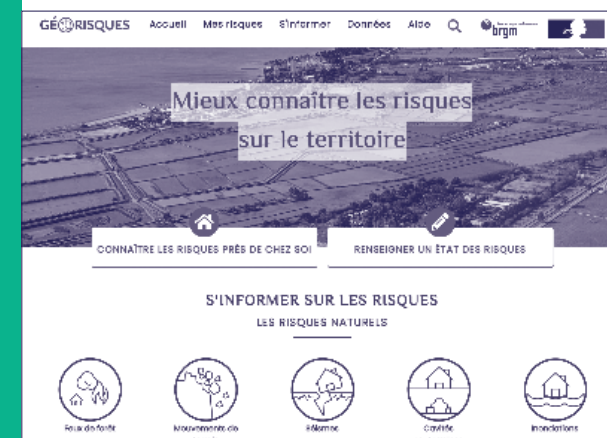 GÉORISQUES Accueil Mes risques S'informer Données Aide brgm
Mieux connaître les risques
sur le territoire
CONNAÎTRE LES RISQUES PRÈS DE CHEZ SOI RENSEIGNER UN ÉTAT DES RISQUES
S'INFORMER SUR LES RISQUES
LES RISQUES NATURELS
Feux de forêt Mouvements de Séismes Cavités Inondations